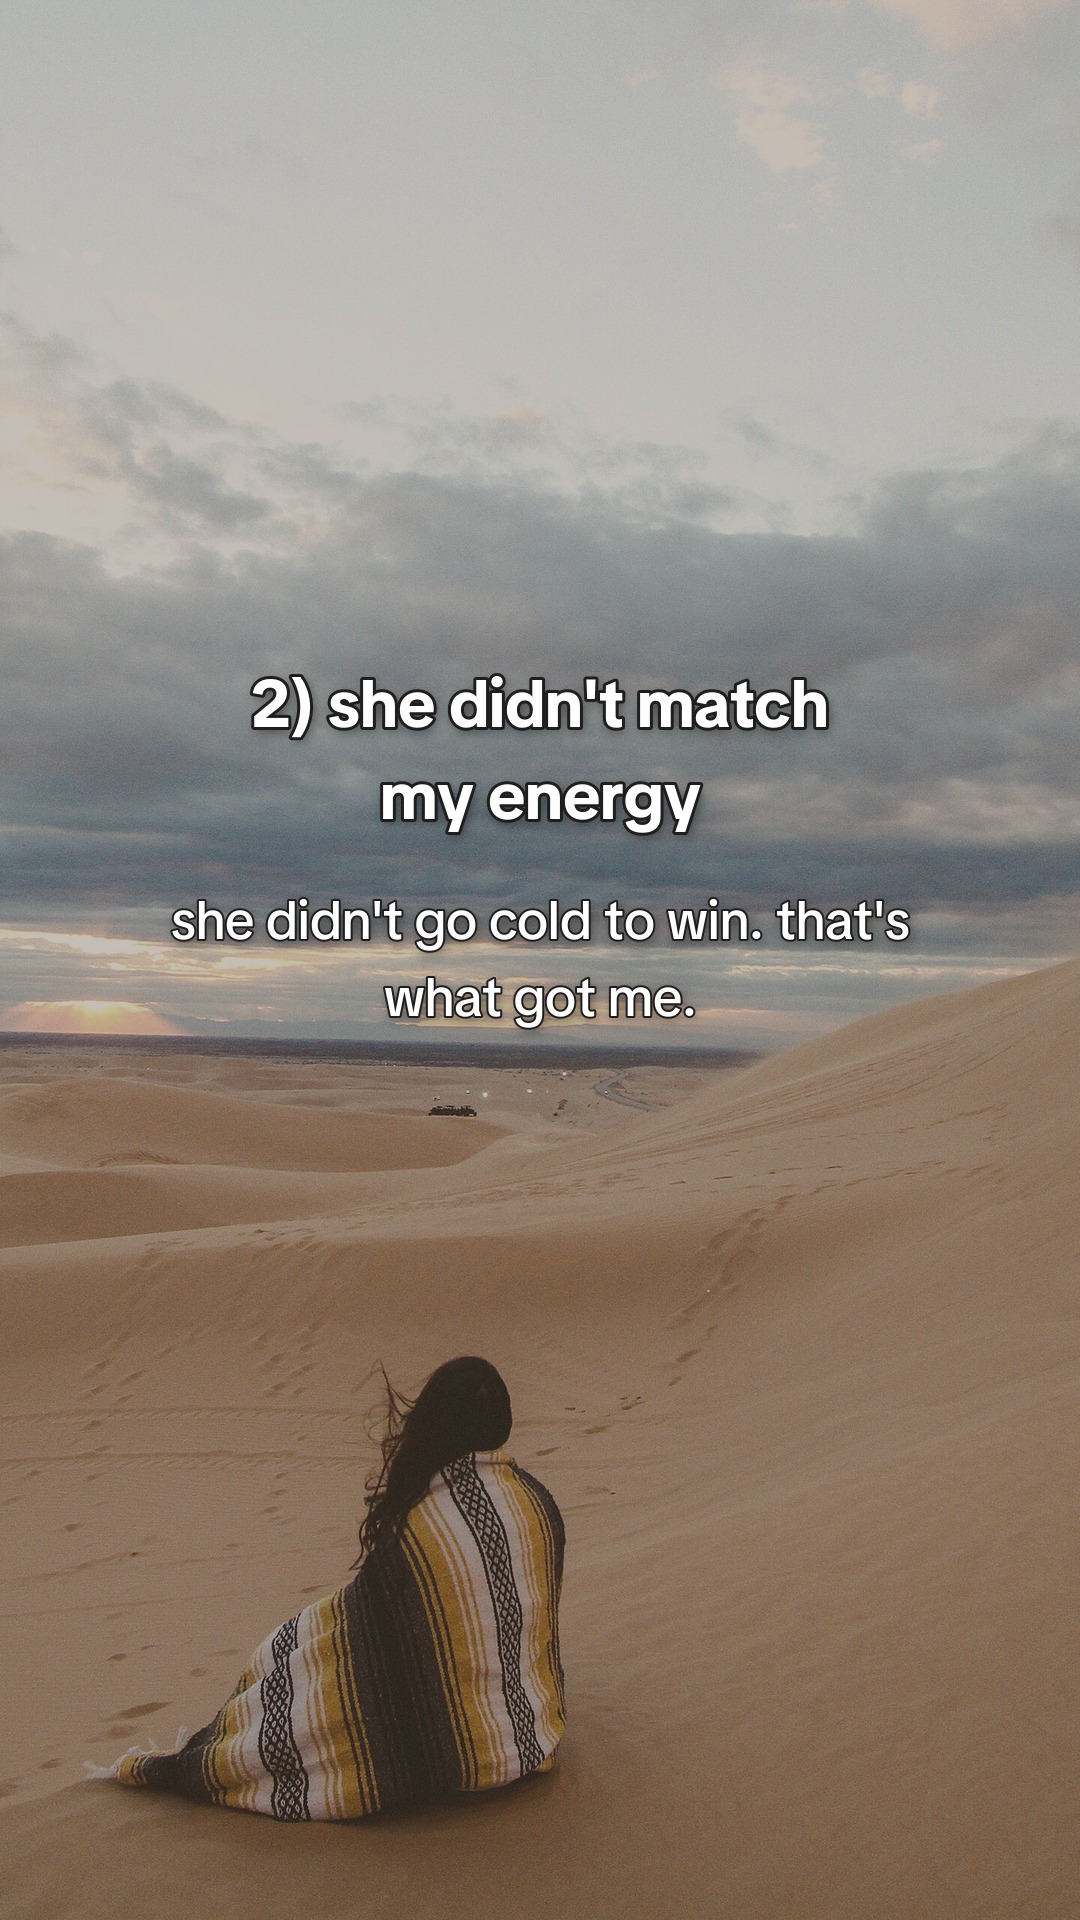 2) she didn't match
my energy
she didn't go cold to win. that's
what got me.